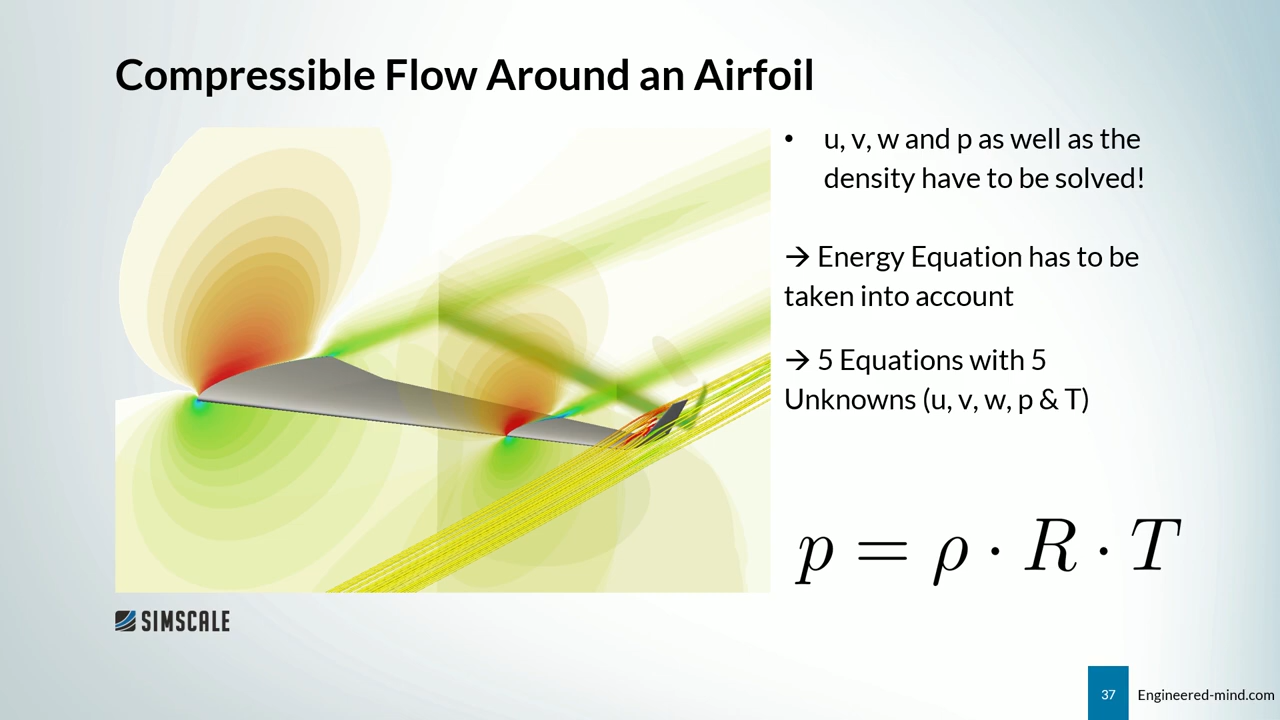 Compressible Flow Around an Airfoil
• u, v, w and p as well as the
density have to be solved!
→ Energy Equation has to be
taken into account
→ 5 Equations with 5
Unknowns (u, v, w, p & T)
p = ρ · R · T
SIMSCALE
37 Engineered-mind.com